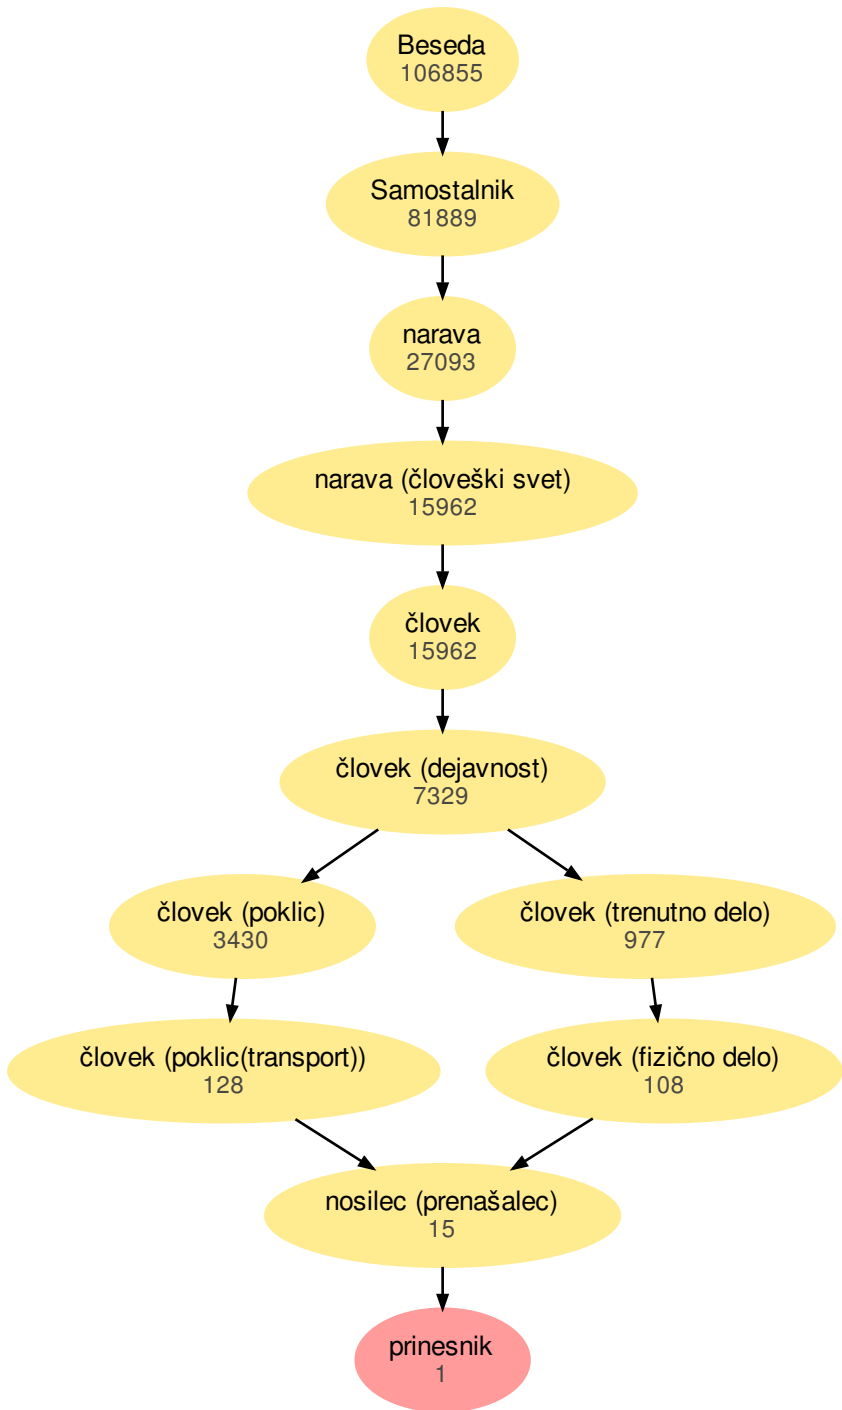 Beseda
106855
Samostalnik
81889
narava
27093
narava (človeški svet)
15962
človek
15962
človek (dejavnost)
7329
človek (poklic)
3430
človek (trenutno delo)
977
človek (poklic(transport))
128
človek (fizično delo)
108
nosilec (prenašalec)
15
prinesnik
1